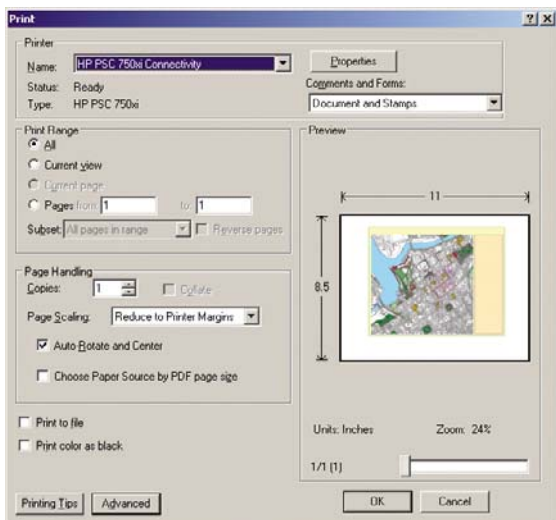 Print
Printer
Name: HP PSC 750xi Connectivity
Properties
Status: Ready
Comments and Forms:
Type: HP PSC 750xi
Document and Stamps
Print Range
All
Current view
Current page
Pages from: 1 to: 1
Subset: All pages in range
Reverse pages
Preview
11
8.5
Page Handling
Copies: 1
Collate
Page Scaling: Reduce to Printer Margins
Auto Rotate and Center
Choose Paper Source by PDF page size
Print to file
Print color as black
Units: Inches Zoom: 24%
1/1 (1)
Printing Tips
Advanced
OK
Cancel